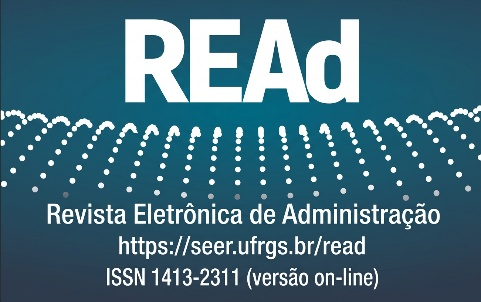 REAd
Revista Eletrônica de Administração
https://seer.ufrgs.br/read
ISSN 1413-2311 (versão on-line)